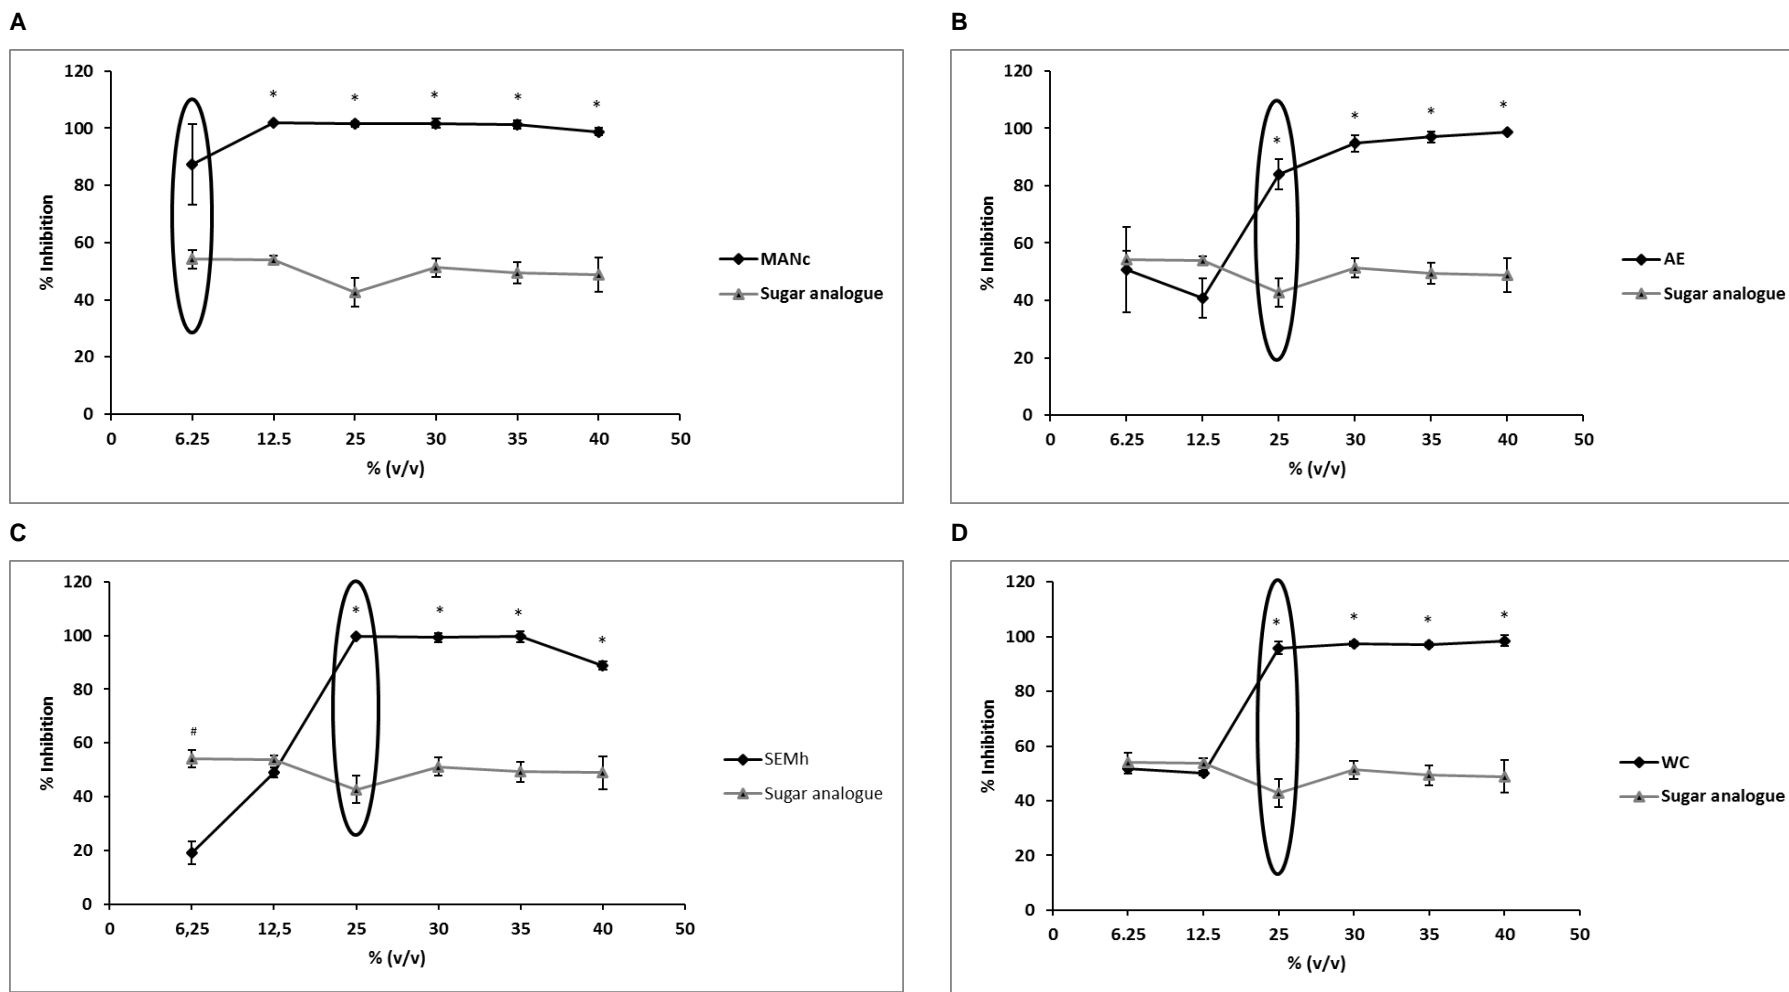 A
120
100
80
60
40
20
0
% Inhibition
* * * * *
0 6.25 12.5 25 30 35 40 50
% (v/v)
MANc
Sugar analogue
B
120
100
80
60
40
20
0
% Inhibition
* * * *
0 6.25 12.5 25 30 35 40 50
% (v/v)
AE
Sugar analogue
C
120
100
80
60
40
20
0
% Inhibition
* * * *
#
0 6,25 12,5 25 30 35 40 50
% (v/v)
SEMh
Sugar analogue
D
120
100
80
60
40
20
0
% Inhibition
* * * *
0 6.25 12.5 25 30 35 40 50
% (v/v)
WC
Sugar analogue